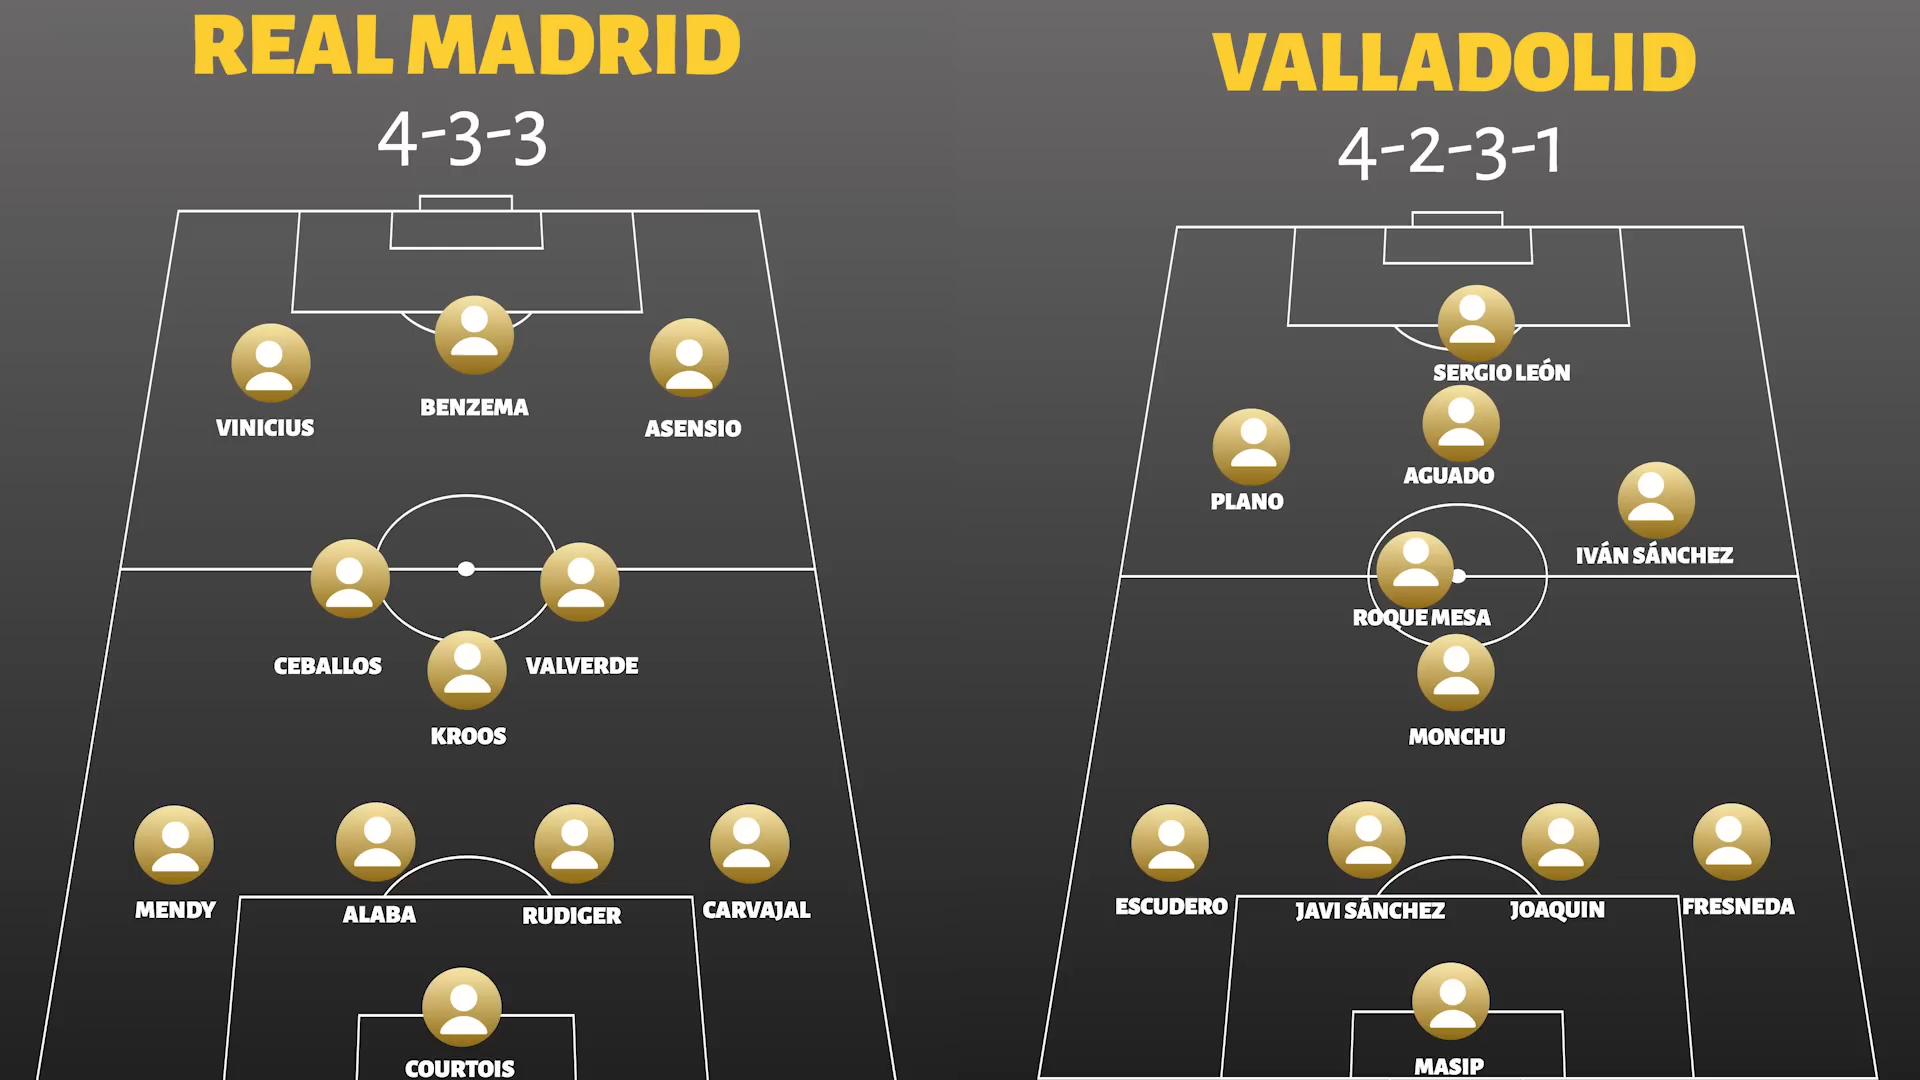 REAL MADRID
4-3-3
VINICIUS
BENZEMA
ASENSIO
CEBALLOS
VALVERDE
KROOS
MENDY
ALABA
RUDIGER
CARVAJAL
COURTOIS
VALLADOLID
4-2-3-1
SERGIO LEÓN
PLANO
AGUADO
IVÁN SÁNCHEZ
ROQUE MESA
MONCHU
ESCUDERO
JAVI SÁNCHEZ
JOAQUIN
FRESNEDA
MASIP